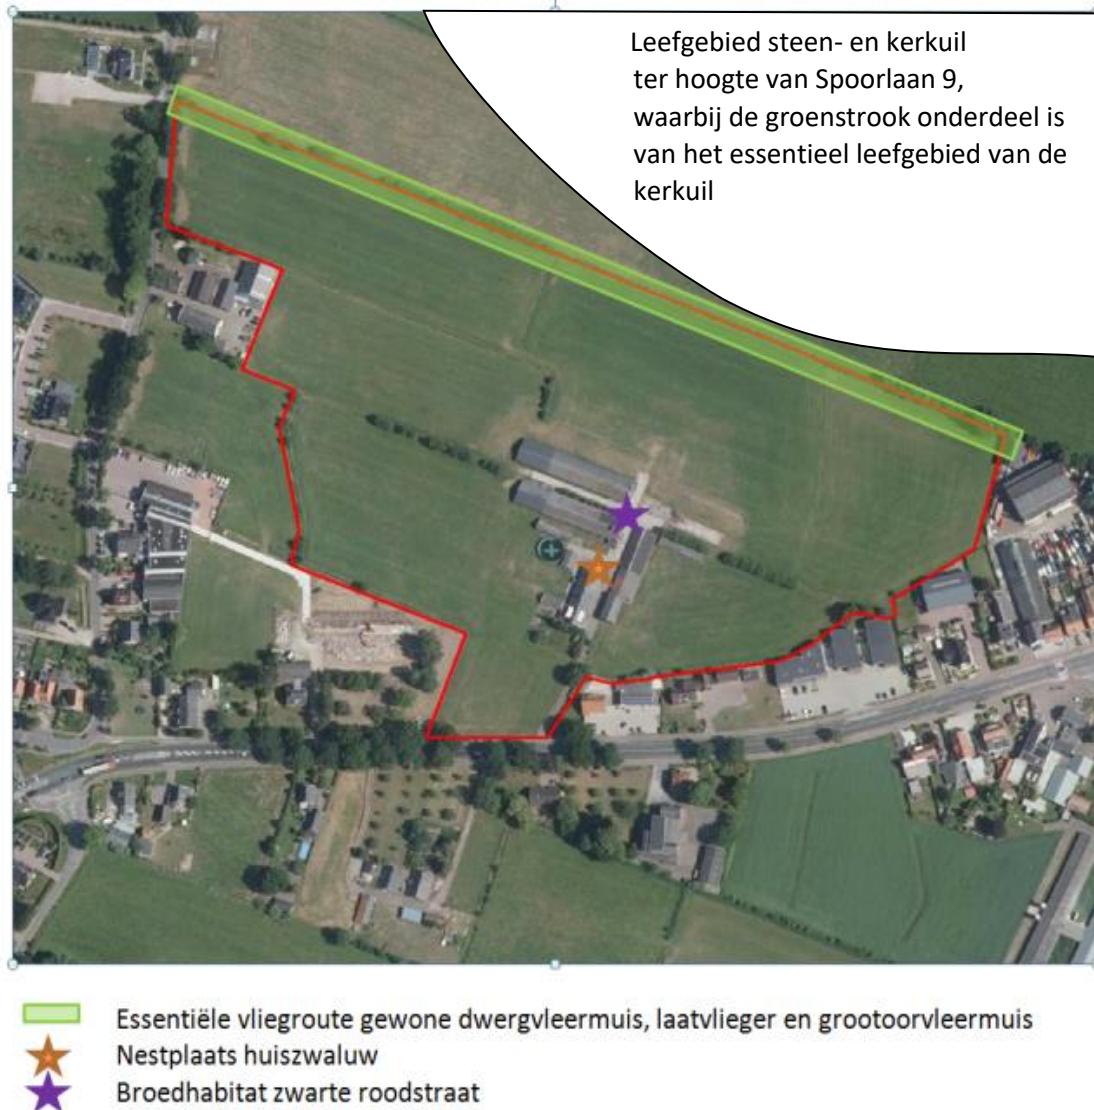 Leefgebied steen- en kerkuil
ter hoogte van Spoorlaan 9,
waarbij de groenstrook onderdeel is
van het essentieel leefgebied van de
kerkuil
Essentiële vliegroute gewone dwergvleermuis, laatvlieger en grootoorvleermuis
Nestplaats huiszwaluw
Broedhabitat zwarte roodstraat